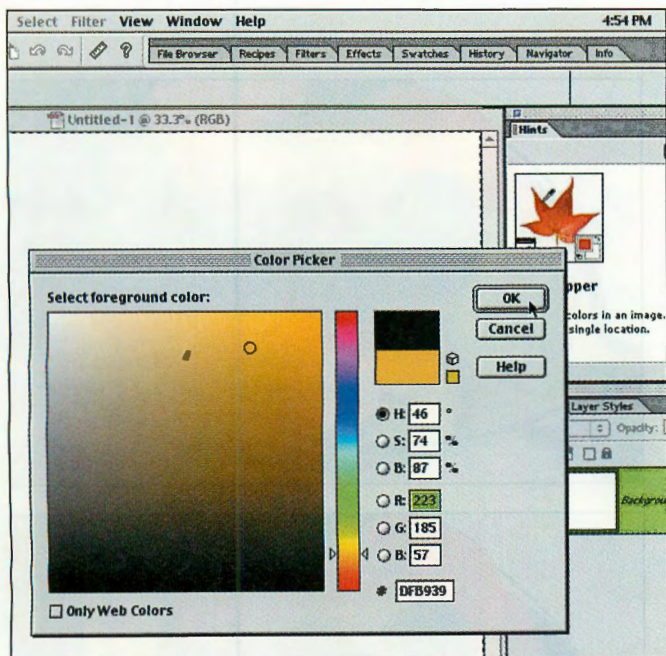 Select Filter View Window Help 4:54 PM
File Browser Recipes Filters Effects Swatches History Navigator Info
Untitled-1 @ 33.3% (RGB)
Hints
Color Picker
Select foreground color:
OK
Cancel
Help
colors in an image.
single location.
H: 46 °
S: 74 %
B: 87 %
R: 223
G: 185
B: 57
# DFB939
Only Web Colors
Layer Styles
Opacity: